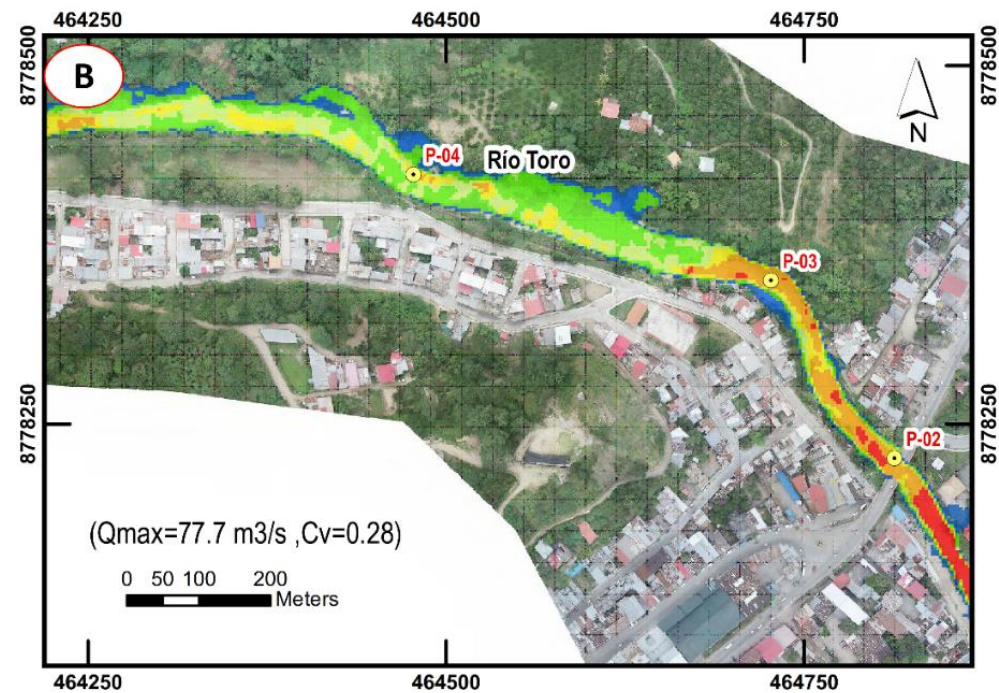 464250 464500 464750
8778500
8778500
B
N
P-04
Río Toro
P-03
P-02
8778250
8778250
(Qmax=77.7 m3/s ,Cv=0.28)
0 50 100 200
Meters
464250 464500 464750